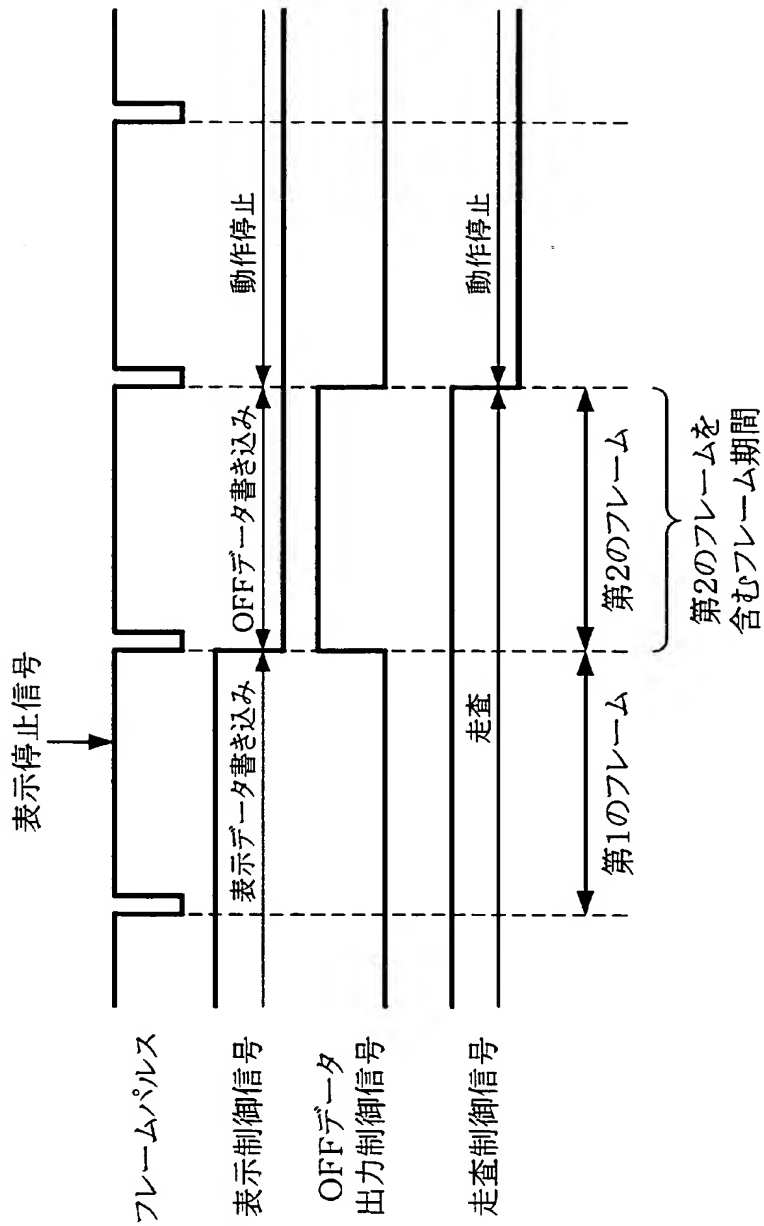 表示停止信号
フレームパルス
表示制御信号
表示データ書き込み
OFFデータ書き込み
動作停止
OFFデータ
出力制御信号
走査制御信号
走査
動作停止
第1のフレーム
第2のフレーム
第2のフレームを
含むフレーム期間